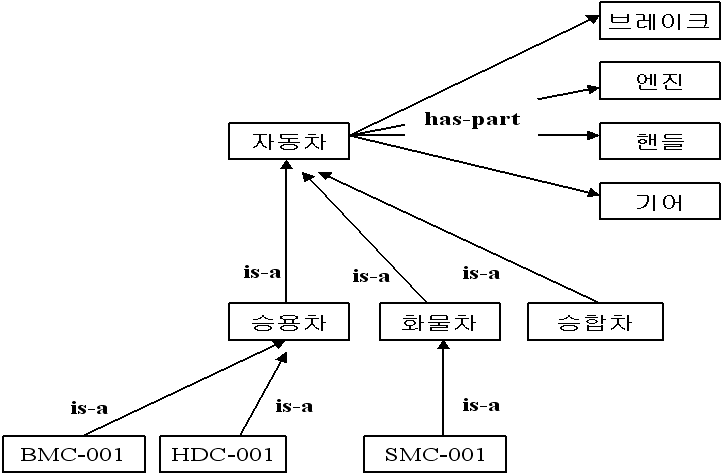 브레이크
엔진
has-part
자동차
핸들
기어
is-a
is-a
is-a
승용차
화물차
승합차
is-a
is-a
is-a
BMC-001
HDC-001
SMC-001